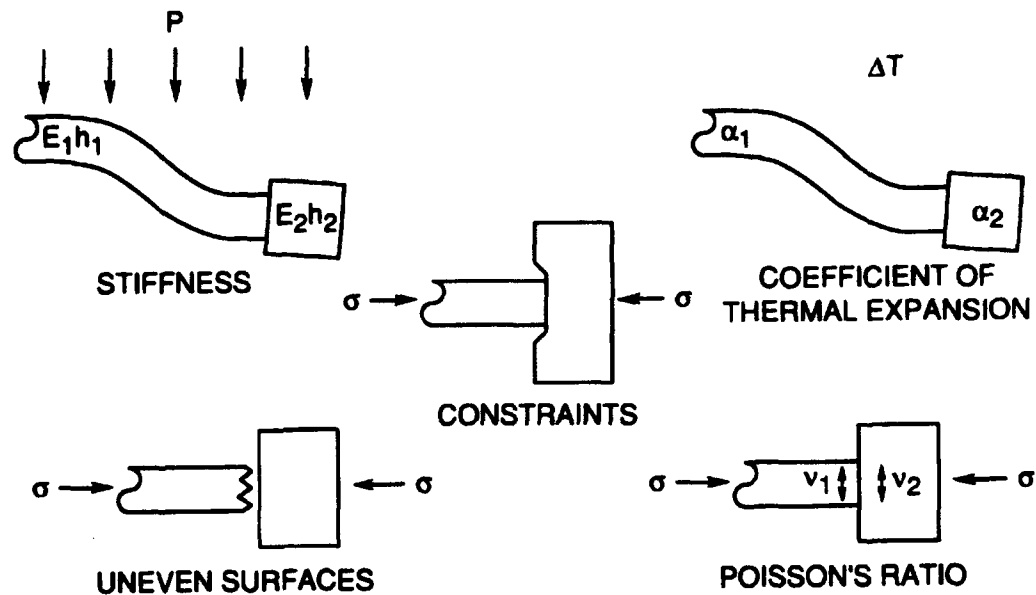 P
ΔT
E₁h₁
α₁
E₂h₂
α₂
STIFFNESS
COEFFICIENT OF
THERMAL EXPANSION
σ
σ
CONSTRAINTS
σ
σ
σ
ν₁
ν₂
σ
UNEVEN SURFACES
POISSON'S RATIO